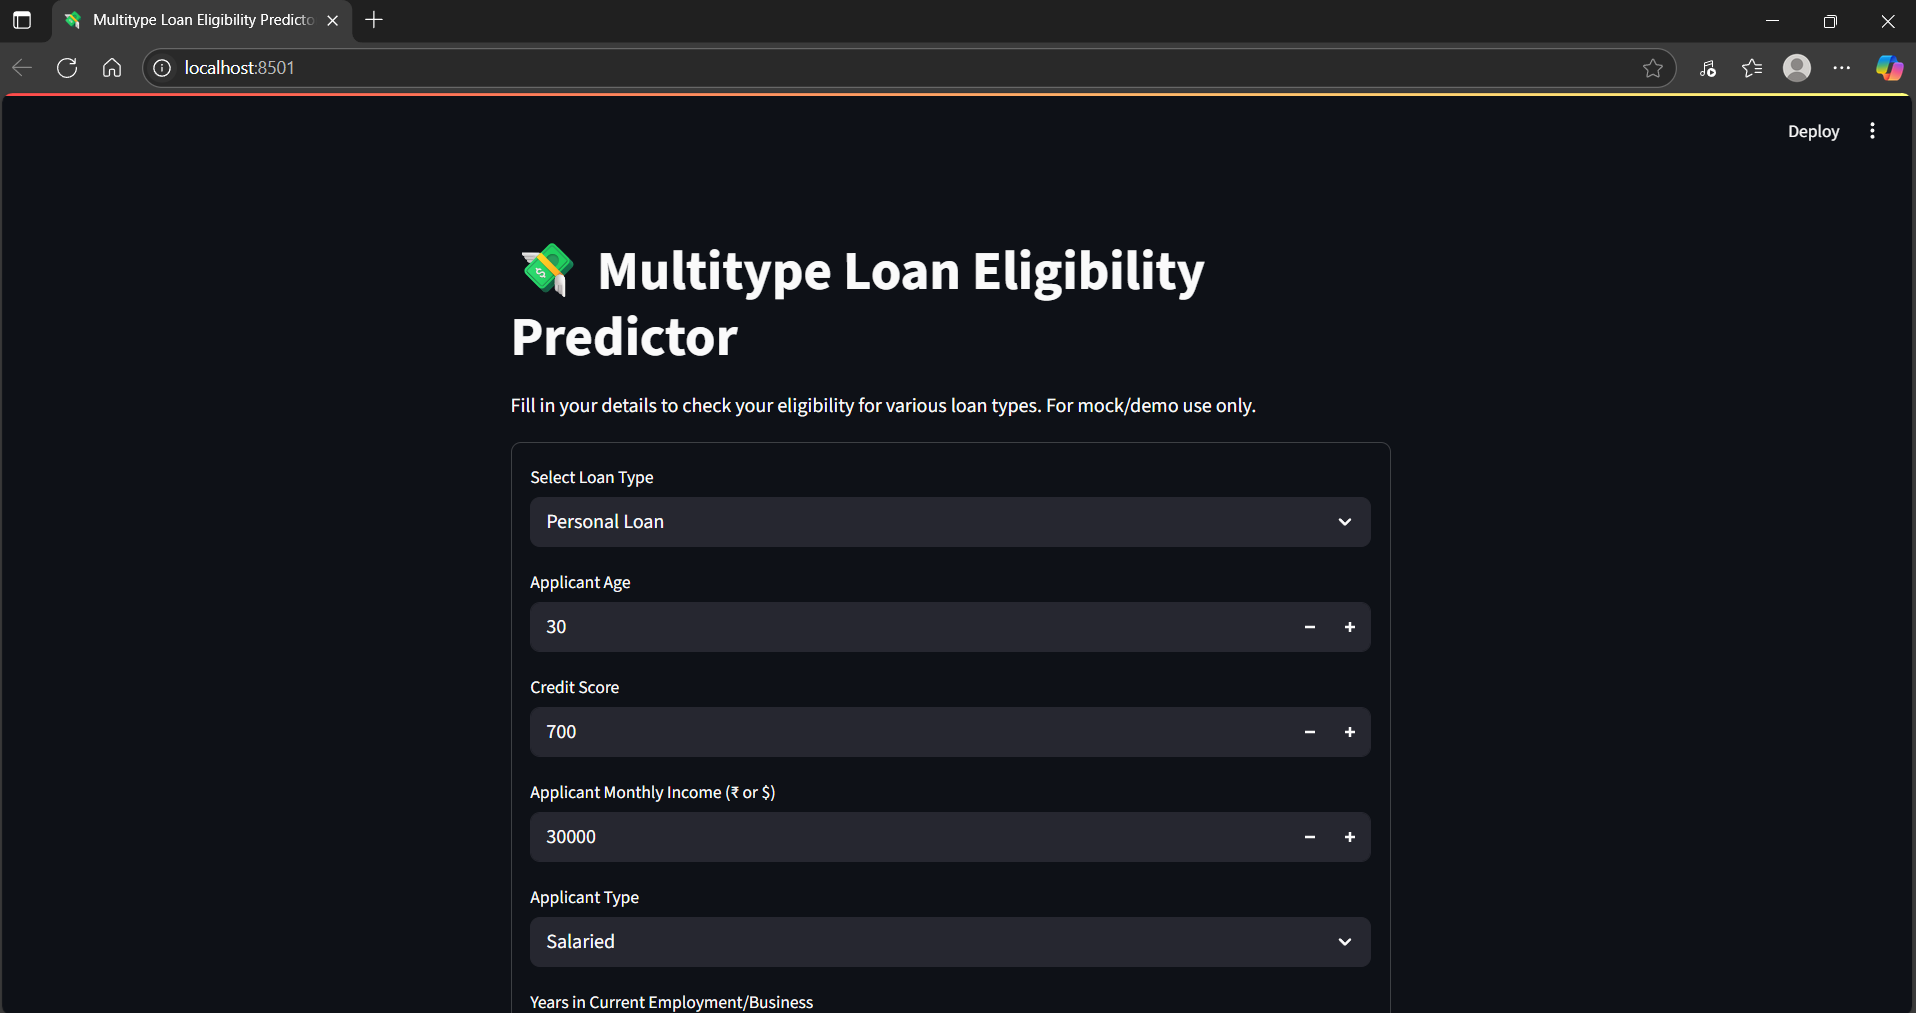 Multitype Loan Eligibility Predicto
localhost:8501
Deploy
Multitype Loan Eligibility
Predictor
Fill in your details to check your eligibility for various loan types. For mock/demo use only.
Select Loan Type
Personal Loan
Applicant Age
30
Credit Score
700
Applicant Monthly Income (₹ or $)
30000
Applicant Type
Salaried
Years in Current Employment/Business